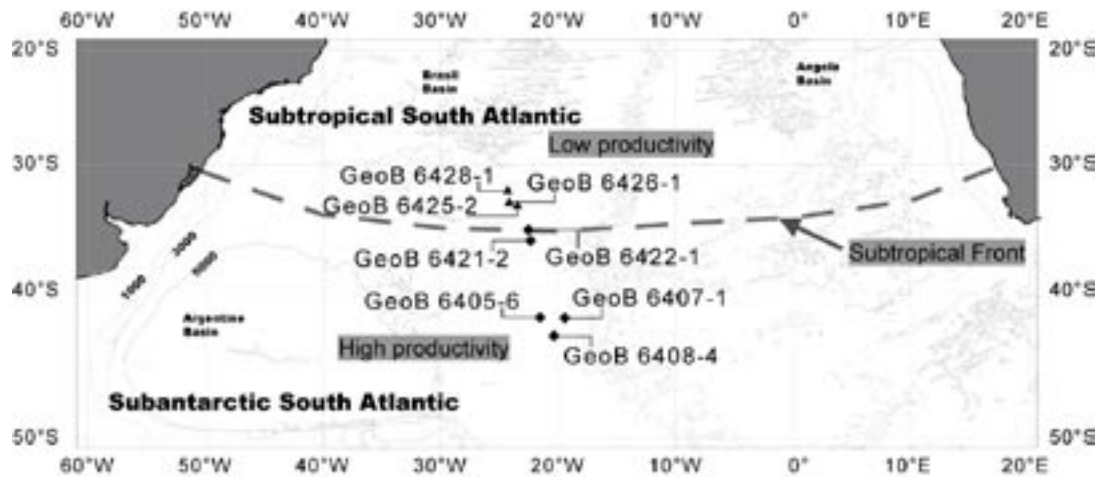 60°W 50°W 40°W 30°W 20°W 10°W 0° 10°E 20°E
20°S 20°S
Brasil
Basin
Angola
Basin
Subtropical South Atlantic
Low productivity
30°S 30°S
GeoB 6428-1
GeoB 6426-1
GeoB 6425-2
Subtropical Front
GeoB 6421-2
GeoB 6422-1
1000
3000
5000
40°S 40°S
GeoB 6405-6
GeoB 6407-1
Argentine
Basin
High productivity
GeoB 6408-4
Subantarctic South Atlantic
50°S 50°S
60°W 50°W 40°W 30°W 20°W 10°W 0° 10°E 20°E